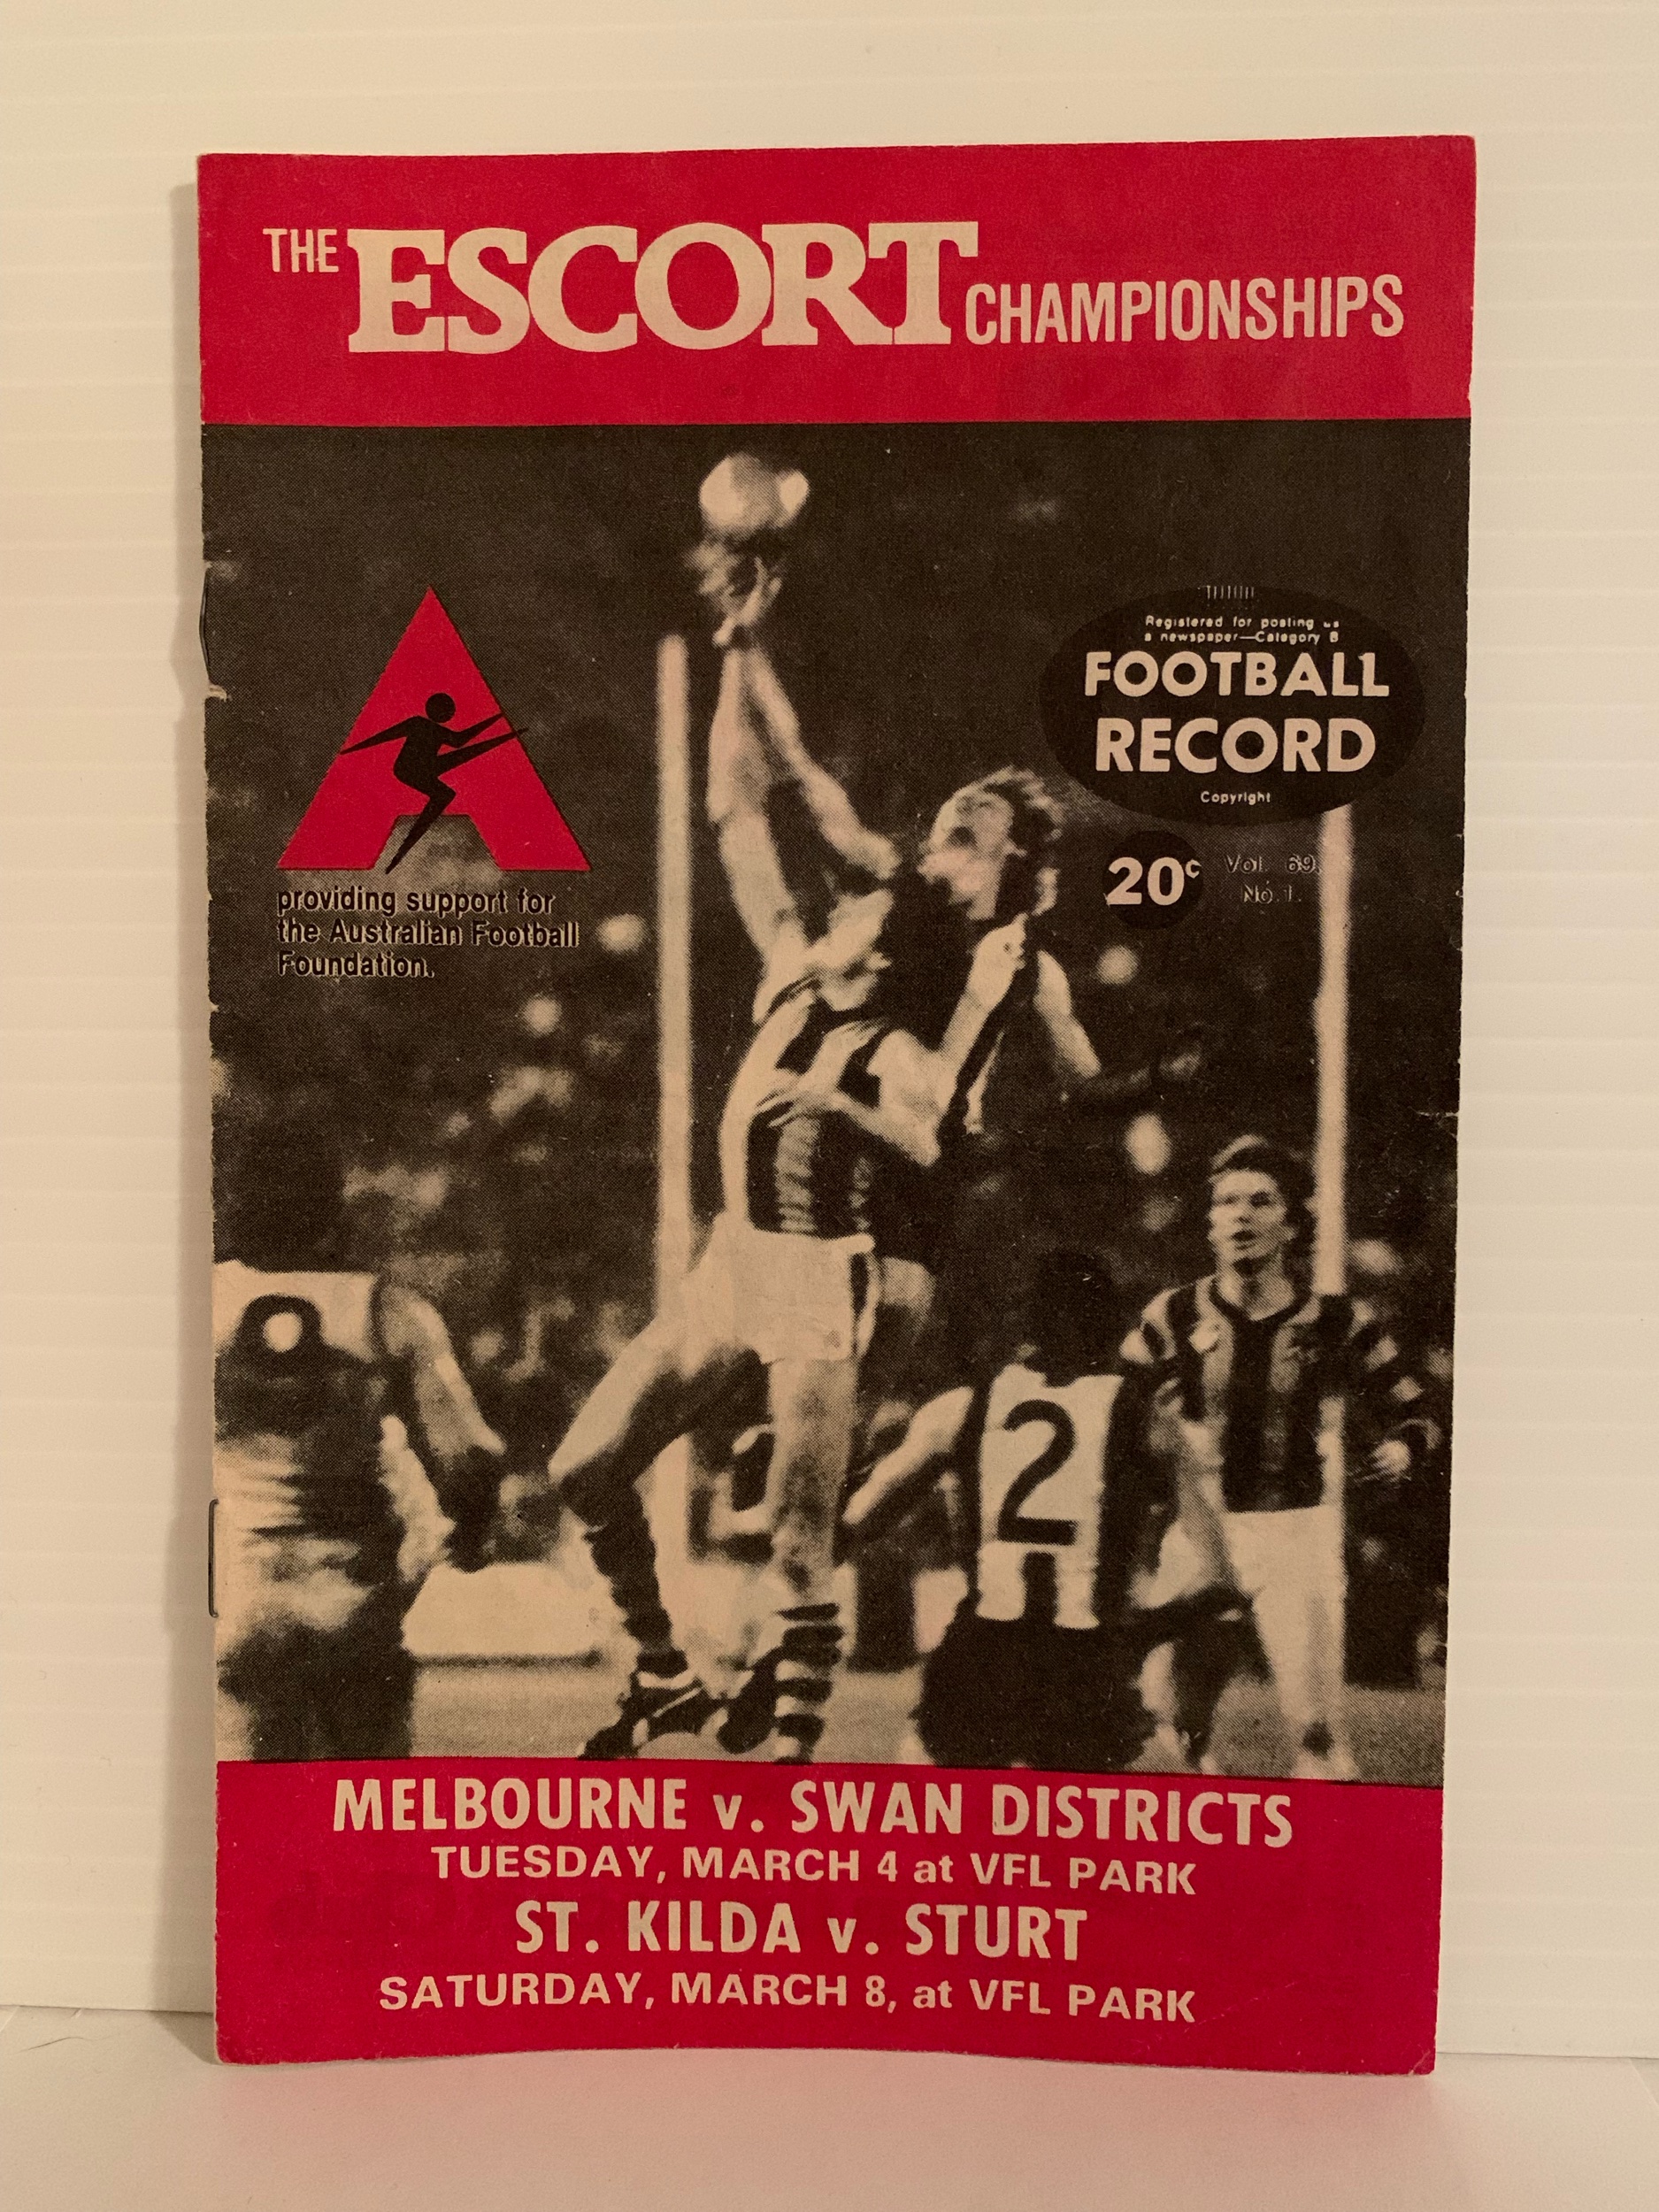 THE ESCORT CHAMPIONSHIPS
Registered for posting as
a newspaper—Category B
FOOTBALL
RECORD
Copyright
20c Vol. 69
No. 1.
providing support for
the Australian Football
Foundation.
2
MELBOURNE v. SWAN DISTRICTS
TUESDAY, MARCH 4 at VFL PARK
ST. KILDA v. STURT
SATURDAY, MARCH 8, at VFL PARK